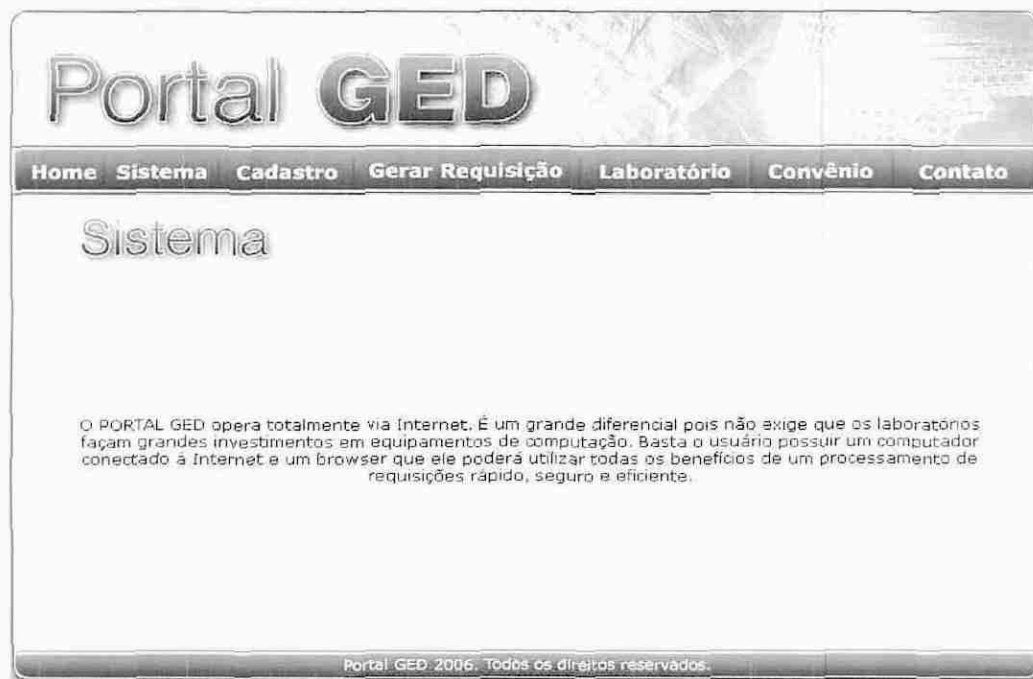 Portal GED
Home Sistema Cadastro Gerar Requisição Laboratório Convênio Contato
Sistema
O PORTAL GED opera totalmente via Internet. É um grande diferencial pois não exige que os laboratórios
façam grandes investimentos em equipamentos de computação. Basta o usuário possuir um computador
conectado á Internet e um browser que ele poderá utilizar todas os benefícios de um processamento de
requisições rápido, seguro e eficiente.
Portal GED 2006. Todos os direitos reservados.